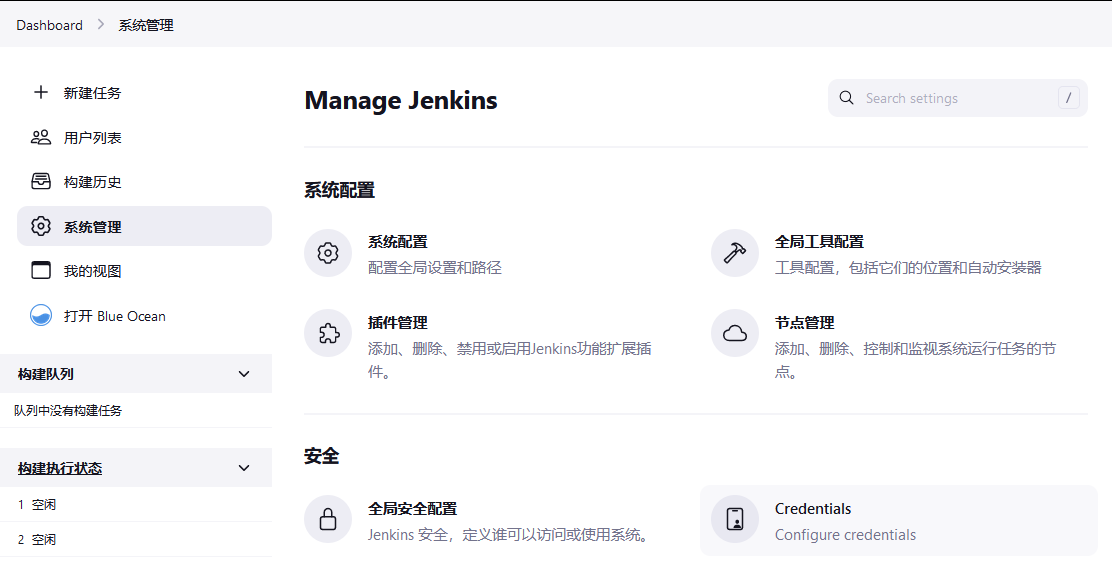 Dashboard > 系统管理
新建任务
用户列表
构建历史
系统管理
我的视图
打开 Blue Ocean
构建队列
队列中没有构建任务
构建执行状态
1 空闲
2 空闲
Manage Jenkins
Search settings /
系统配置
系统配置
配置全局设置和路径
全局工具配置
工具配置，包括它们的位置和自动安装器
插件管理
添加、删除、禁用或启用Jenkins功能扩展插
件。
节点管理
添加、删除、控制和监视系统运行任务的节
点。
安全
全局安全配置
Jenkins 安全，定义谁可以访问或使用系统。
Credentials
Configure credentials